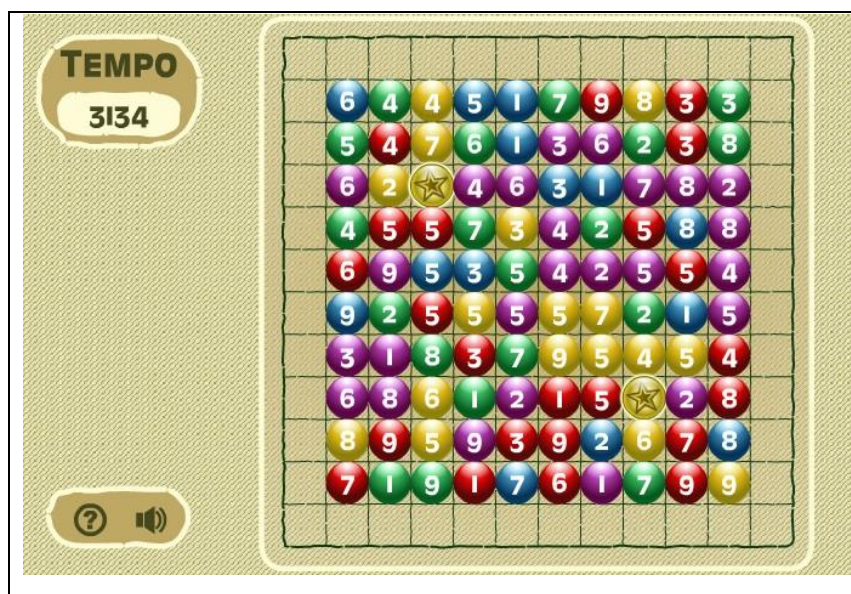 TEMPO
3134
6 4 4 5 1 7 9 8 3 3
5 4 7 6 1 3 6 2 3 8
6 2 4 6 3 1 7 8 2
4 5 5 7 3 4 2 5 8 8
6 9 5 3 5 4 2 5 5 4
9 2 5 5 5 5 7 2 1 5
3 1 8 3 7 9 5 4 5 4
6 8 6 1 2 1 5 2 8
8 9 5 9 3 9 2 6 7 8
7 1 9 1 7 6 1 7 9 9
?